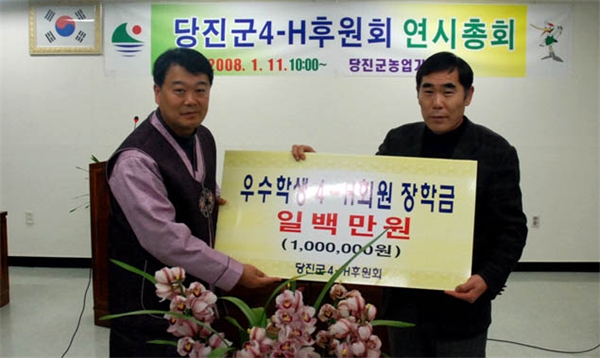 당진군4-H후원회 연시총회
2008. 1. 11. 10:00~ 당진군농업기
우수학생 4-H회원 장학금
일백만원
(1,000,000원)
당진군4-H후원회